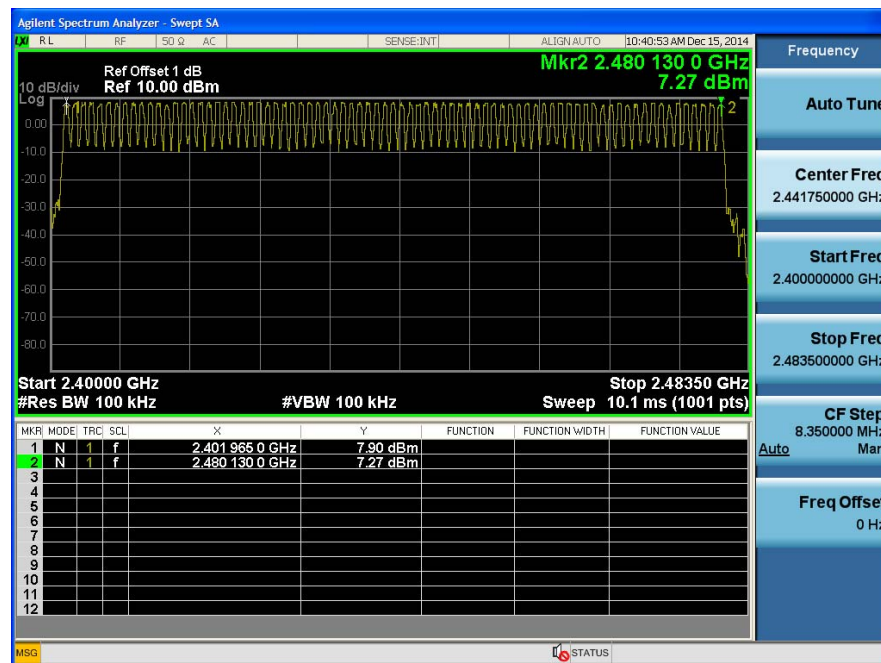 Agilent Spectrum Analyzer - Swept SA
LXI RL RF 50 Ω AC SENSE:INT ALIGN AUTO 10:40:53 AM Dec 15, 2014
Frequency
Mkr2 2.480 130 0 GHz
7.27 dBm
Ref Offset 1 dB
10 dB/div Ref 10.00 dBm
Log
2
0.00
-10.0
-20.0
-30.0
-40.0
-50.0
-60.0
-70.0
-80.0
Start 2.40000 GHz Stop 2.48350 GHz
#Res BW 100 kHz #VBW 100 kHz Sweep 10.1 ms (1001 pts)
MKR MODE TRC SCL X Y FUNCTION FUNCTION WIDTH FUNCTION VALUE
1 N 1 f 2.401 965 0 GHz 7.90 dBm
2 N 1 f 2.480 130 0 GHz 7.27 dBm
3
4
5
6
7
8
9
10
11
12
MSG STATUS
Auto Tune
Center Freq
2.441750000 GHz
Start Freq
2.400000000 GHz
Stop Freq
2.483500000 GHz
CF Step
8.350000 MHz
Auto Man
Freq Offset
0 Hz